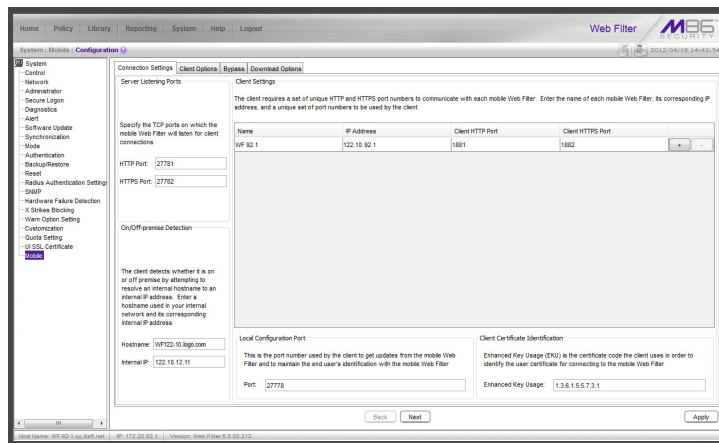 Home Policy Library Reporting System Help Logout
Web Filter
M86
SECURITY
System : Mobile : Configuration
2012/04/19 14:43:54
System
Control
Network
Administrator
Secure Logon
Diagnostics
Alert
Software Update
Synchronization
Mode
Authentication
Backup/Restore
Reset
Radius Authentication Settings
SNMP
Hardware Failure Detection
X Strikes Blocking
Warn Option Setting
Customization
Quota Setting
UI SSL Certificate
Mobile
Connection Settings Client Options Bypass Download Options
Server Listening Ports
Specify the TCP ports on which the
mobile Web Filter will listen for client
connections
HTTP Port: 27781
HTTPS Port: 27782
On/Off-premise Detection
The client detects whether it is on
or off premise by attempting to
resolve an internal hostname to an
internal IP address. Enter a
hostname used in your internal
network and its corresponding
internal IP address
Hostname: WF122-10.logo.com
Internal IP: 122.10.12.11
Client Settings
The client requires a set of unique HTTP and HTTPS port numbers to communicate with each mobile Web Filter. Enter the name of each mobile Web Filter, its corresponding IP
address, and a unique set of port numbers to be used by the client
Name IP Address Client HTTP Port Client HTTPS Port
WF 92.1 122.10.92.1 1881 1882 + -
Local Configuration Port
This is the port number used by the client to get updates from the mobile Web
Filter and to maintain the end user's identification with the mobile Web Filter
Port: 27778
Client Certificate Identification
Enhanced Key Usage (EKU) is the certificate code the client uses in order to
identify the user certificate for connecting to the mobile Web Filter
Enhanced Key Usage: 1.3.6.1.5.5.7.3.1
Back Next Apply
Host Name: WF-92-1.qc.8e6.net IP: 172.20.92.1 Version: Web Filter 5.0.00.212